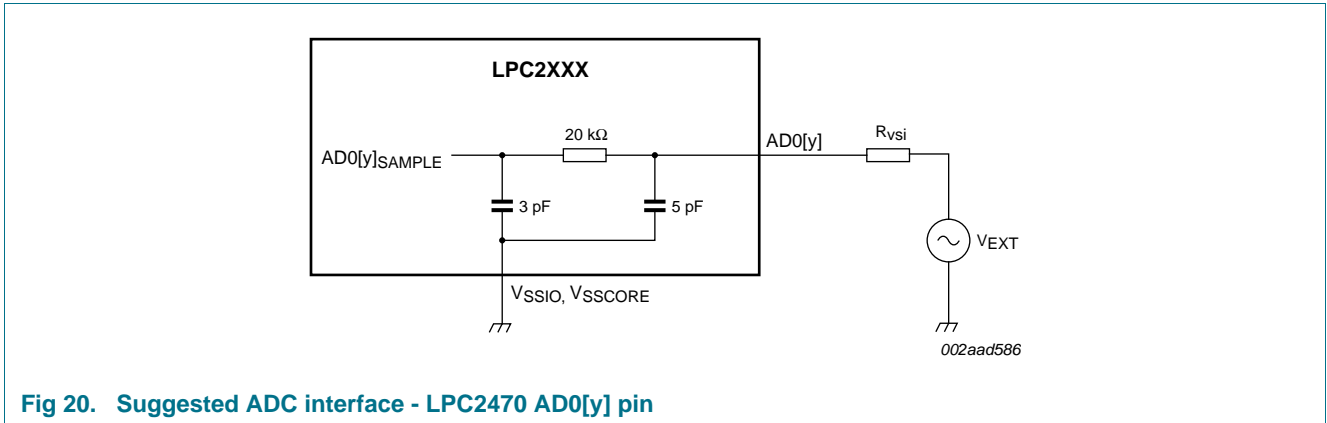 LPC2XXX
20 kΩ
AD0[y]
Rvsi
AD0[y]SAMPLE
3 pF
5 pF
VEXT
VSSIO, VSSCORE
002aad586
Fig 20. Suggested ADC interface - LPC2470 AD0[y] pin